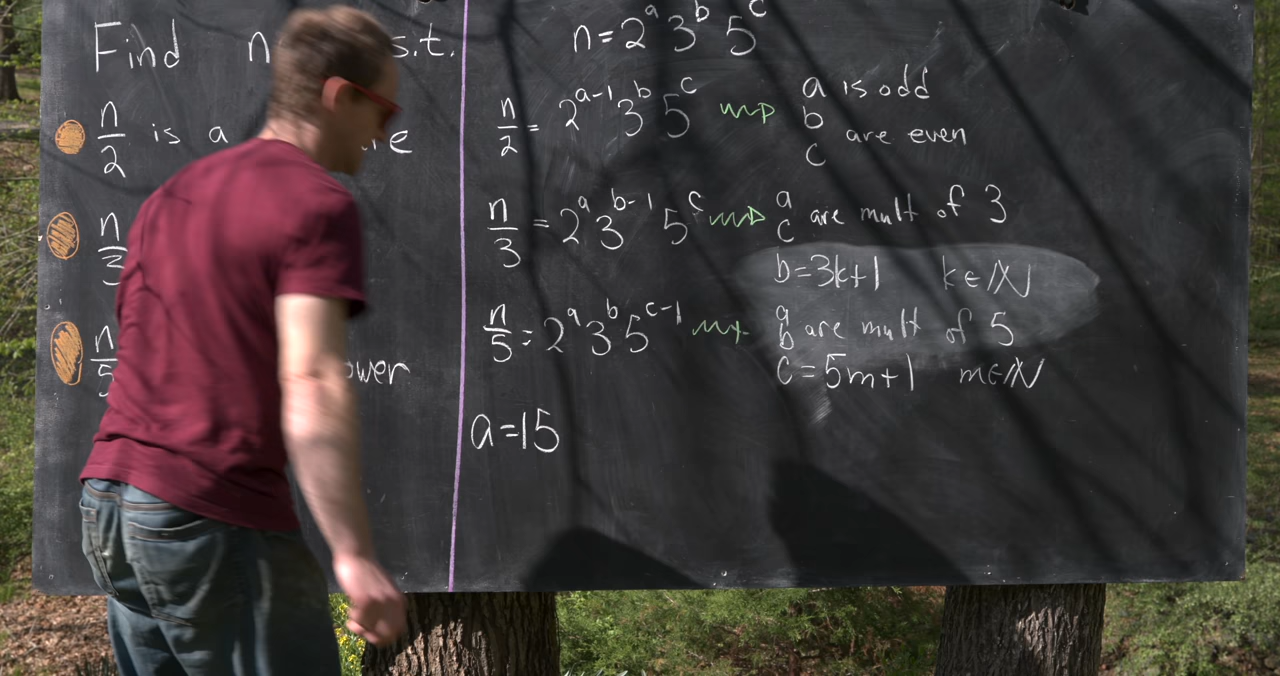 Find n s.t.
n/2 is a
n/3
n/5 power
n=2^a 3^b 5^c
n/2 = 2^(a-1) 3^b 5^c ⟿ a is odd
b
c are even
n/3 = 2^a 3^(b-1) 5^c ⟿ a
c are mult of 3
b=3k+1 k∈ℕ
n/5 = 2^a 3^b 5^(c-1) ⟿ a
b are mult of 5
c=5m+1 m∈ℕ
a=15